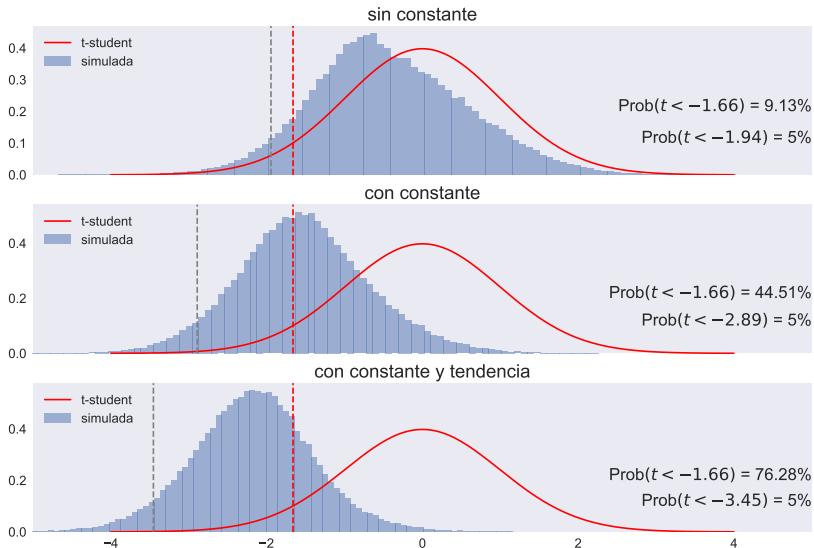 sin constante
0.4
0.3
0.2
0.1
0.0
t-student
simulada
Prob(t < −1.66) = 9.13%
Prob(t < −1.94) = 5%
con constante
0.4
0.2
0.0
t-student
simulada
Prob(t < −1.66) = 44.51%
Prob(t < −2.89) = 5%
con constante y tendencia
0.4
0.2
0.0
t-student
simulada
Prob(t < −1.66) = 76.28%
Prob(t < −3.45) = 5%
−4 −2 0 2 4